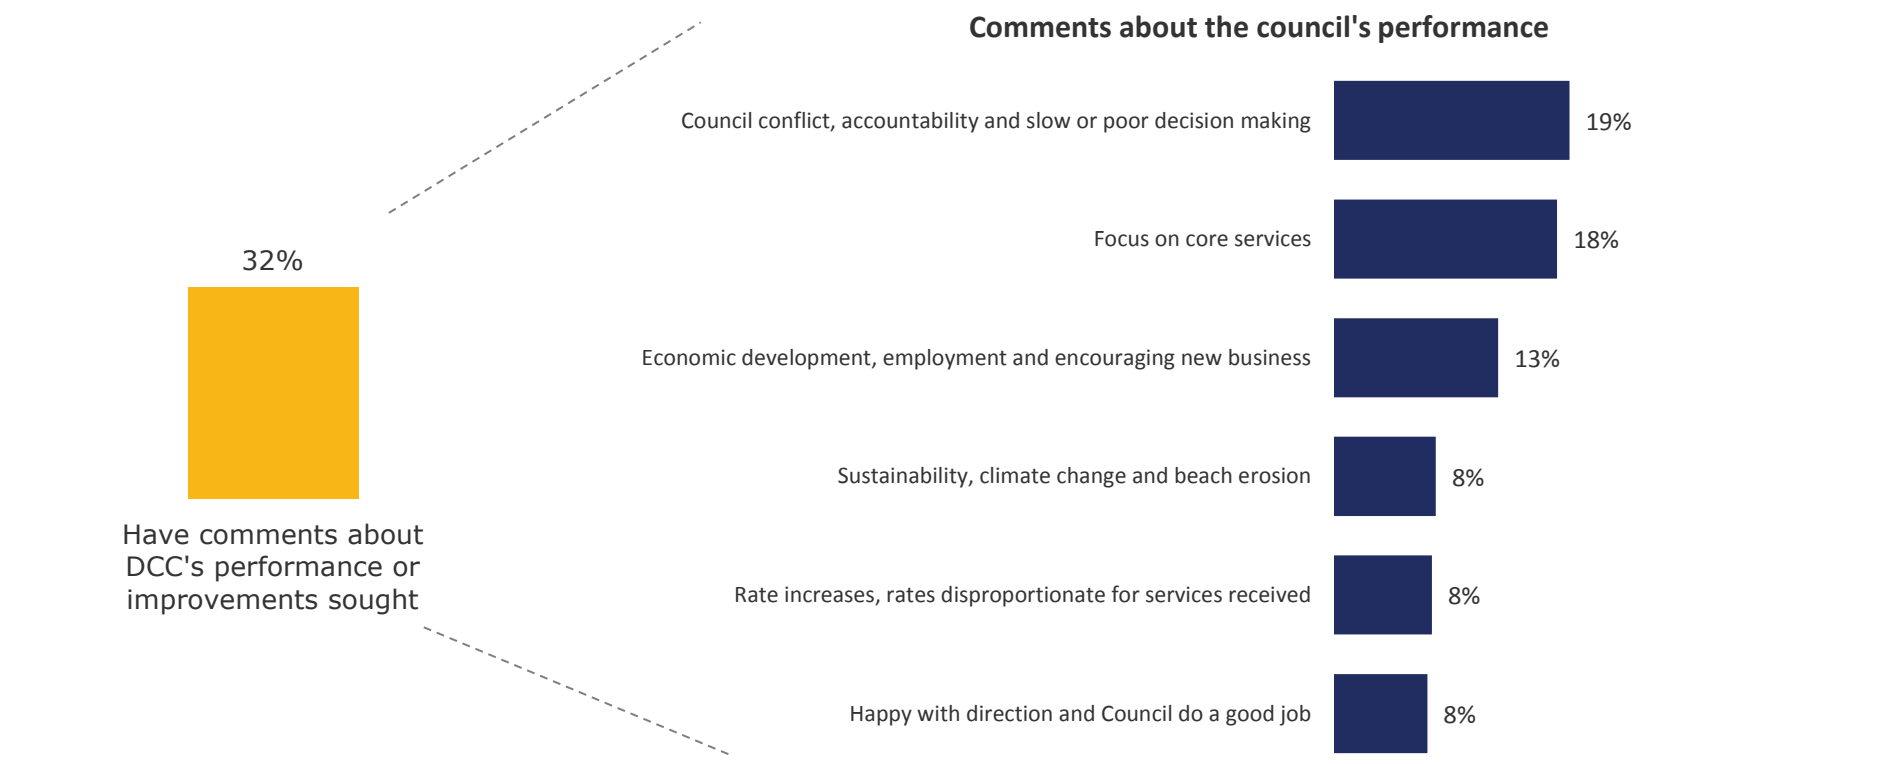 Comments about the council's performance
Council conflict, accountability and slow or poor decision making
19%
Focus on core services
18%
Economic development, employment and encouraging new business
13%
Sustainability, climate change and beach erosion
8%
Rate increases, rates disproportionate for services received
8%
Happy with direction and Council do a good job
8%
32%
Have comments about
DCC's performance or
improvements sought